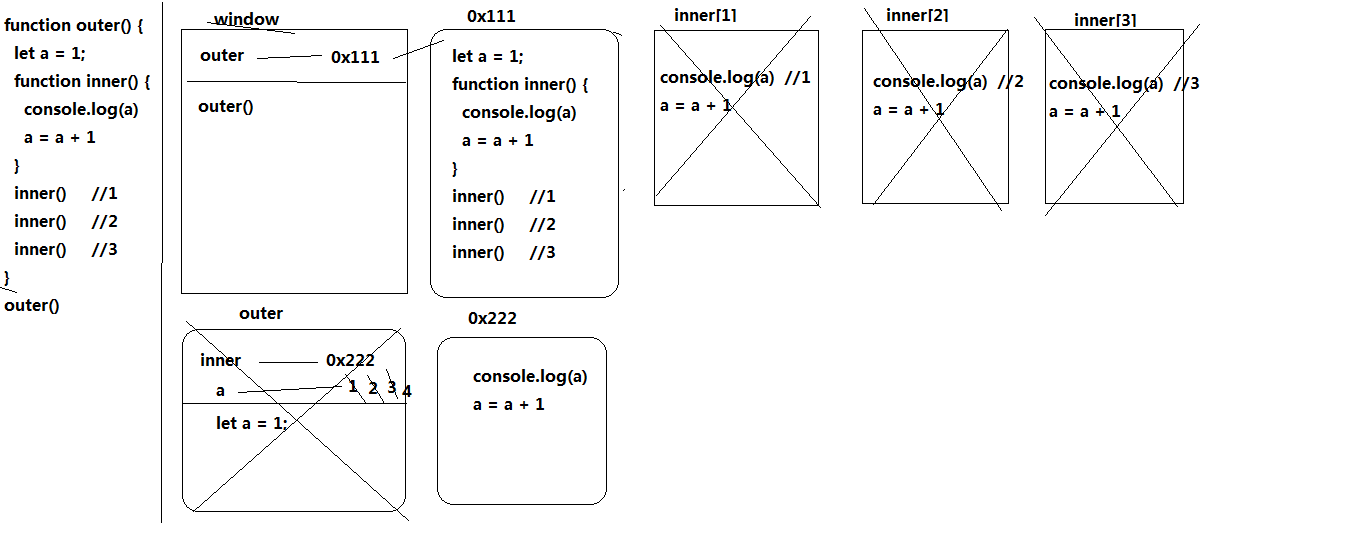 function outer() {
let a = 1;
function inner() {
console.log(a)
a = a + 1
}
inner() //1
inner() //2
inner() //3
}
outer()
window
outer 0x111
outer()
0x111
let a = 1;
function inner() {
console.log(a)
a = a + 1
}
inner() //1
inner() //2
inner() //3
inner[1]
console.log(a) //1
a = a + 1
inner[2]
console.log(a) //2
a = a + 1
inner[3]
console.log(a) //3
a = a + 1
outer
inner 0x222
a 1 2 3 4
let a = 1;
0x222
console.log(a)
a = a + 1